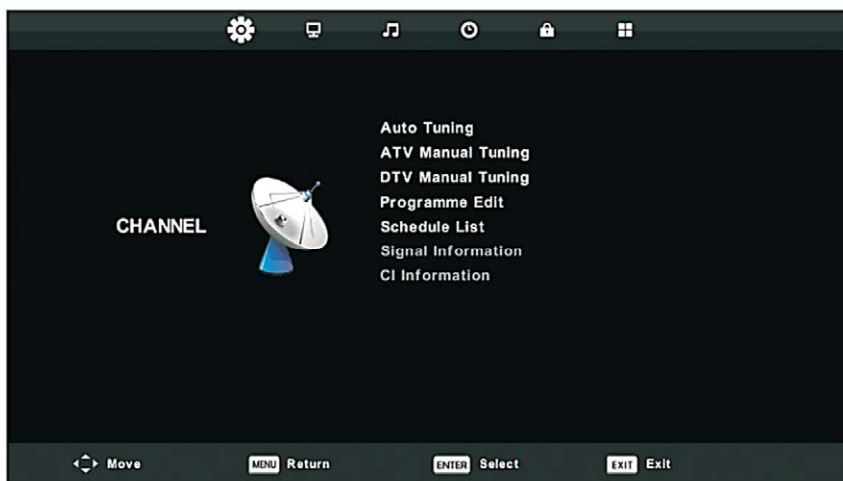 CHANNEL
Auto Tuning
ATV Manual Tuning
DTV Manual Tuning
Programme Edit
Schedule List
Signal Information
CI Information
Move MENU Return ENTER Select EXIT Exit